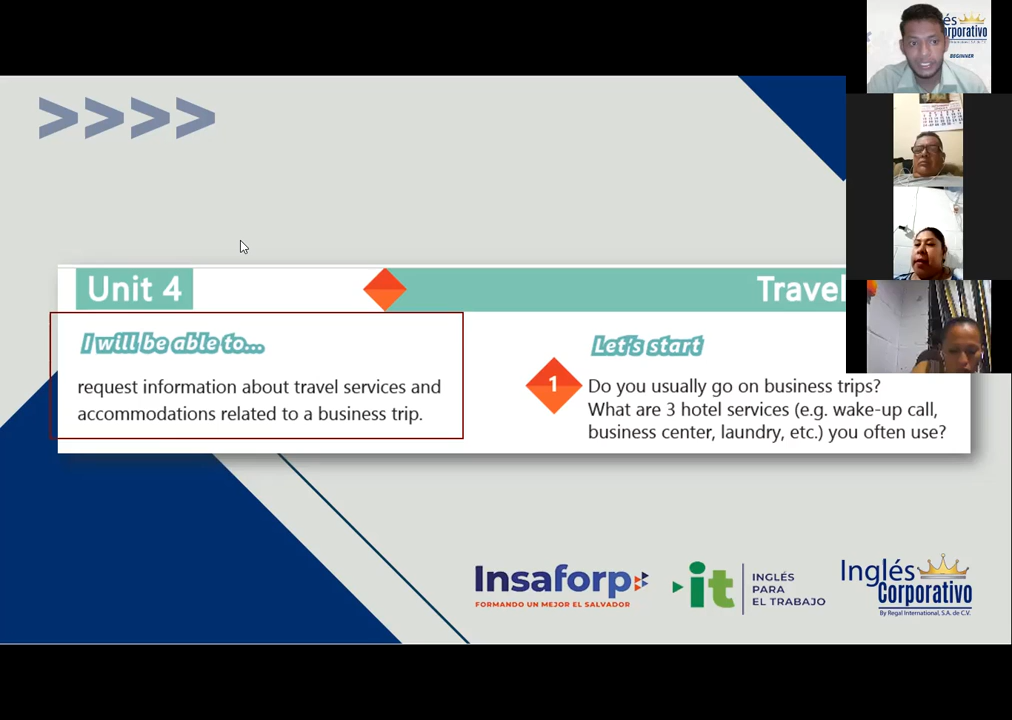 >>>>
Unit 4
Travel
I will be able to...
request information about travel services and
accommodations related to a business trip.
Let's start
1
Do you usually go on business trips?
What are 3 hotel services (e.g. wake-up call,
business center, laundry, etc.) you often use?
Insaforp
FORMANDO UN MEJOR EL SALVADOR
it
INGLÉS
PARA
EL TRABAJO
Inglés
Corporativo
By Regal International, S.A. de C.V.
és
orporativo
BEGINNER